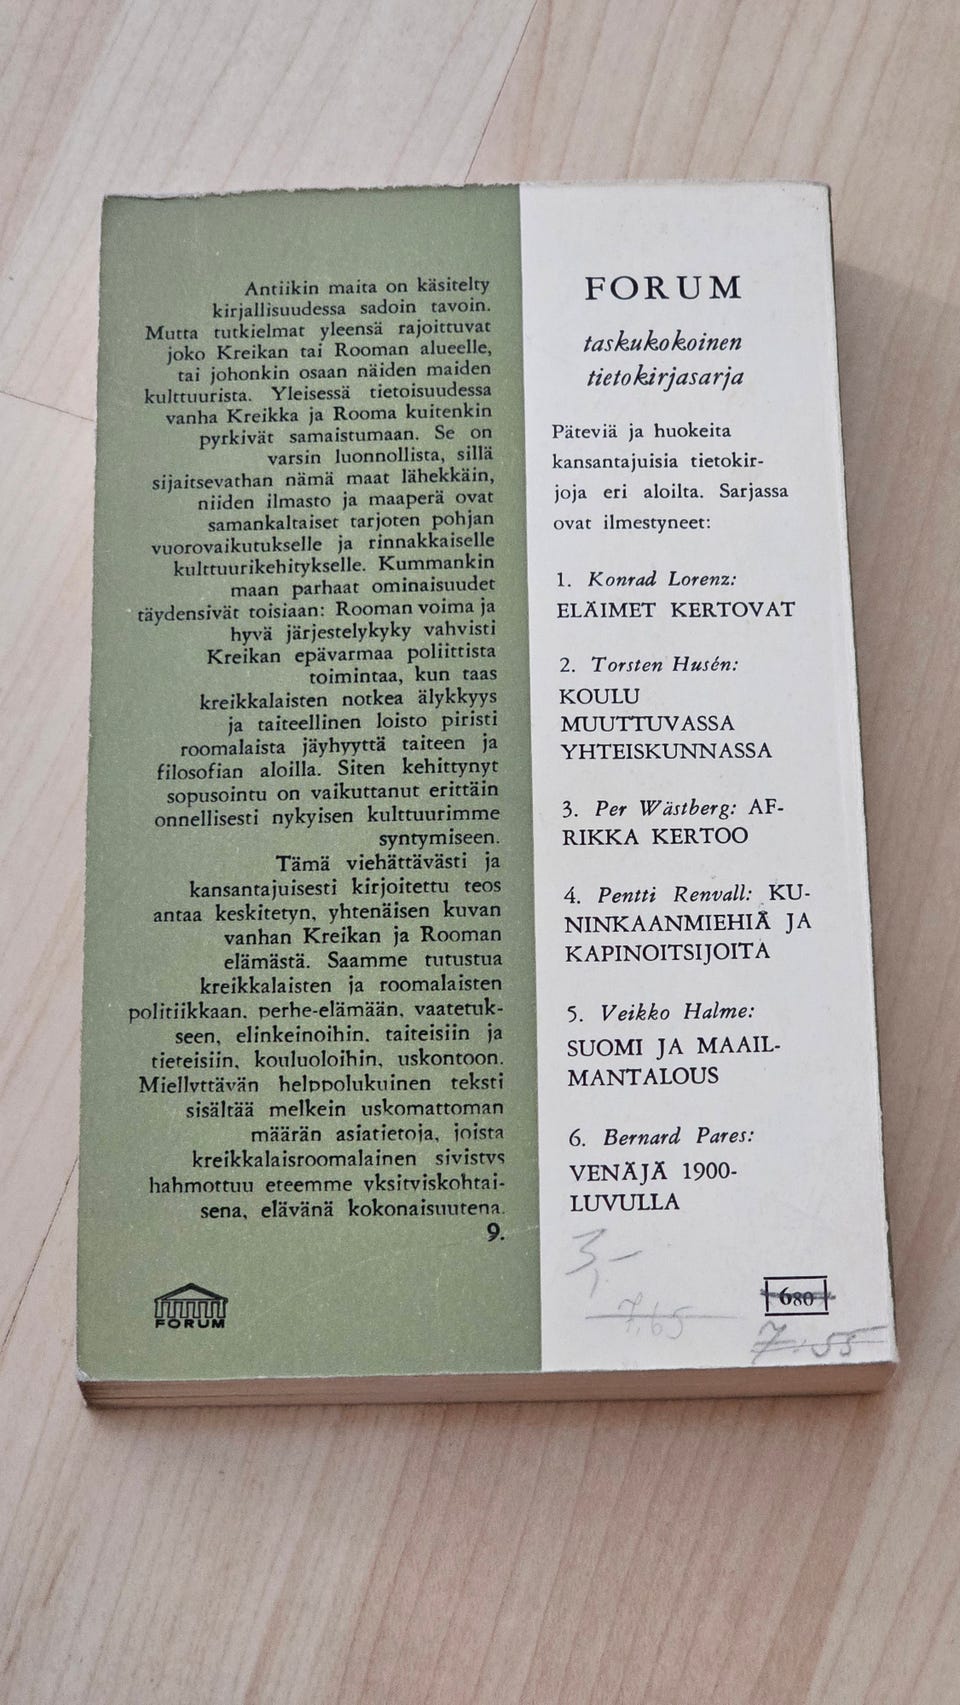 Antiikin maita on käsitelty
kirjallisuudessa sadoin tavoin.
Mutta tutkielmat yleensä rajoittuvat
joko Kreikan tai Rooman alueelle,
tai johonkin osaan näiden maiden
kulttuurista. Yleisessä tietoisuudessa
vanha Kreikka ja Rooma kuitenkin
pyrkivät samaistumaan. Se on
varsin luonnollista, sillä
sijaitsevathan nämä maat lähekkäin,
niiden ilmasto ja maaperä ovat
samankaltaiset tarjoten pohjan
vuorovaikutukselle ja rinnakkaiselle
kulttuurikehitykselle. Kummankin
maan parhaat ominaisuudet
täydensivät toisiaan: Rooman voima ja
hyvä järjestelykyky vahvisti
Kreikan epävarmaa poliittista
toimintaa, kun taas
kreikkalaisten notkea älykkyys
ja taiteellinen loisto piristi
roomalaista jäyhyyttä taiteen ja
filosofian aloilla. Siten kehittynyt
sopusointu on vaikuttanut erittäin
onnellisesti nykyisen kulttuurimme
syntymiseen.
Tämä viehättävästi ja
kansantajuisesti kirjoitettu teos
antaa keskitetyn, yhtenäisen kuvan
vanhan Kreikan ja Rooman
elämästä. Saamme tutustua
kreikkalaisten ja roomalaisten
politiikkaan, perhe-elämään, vaatetuk-
seen, elinkeinoihin, taiteisiin ja
tieteisiin, kouluoloihin, uskontoon.
Miellyttävän helppolukuinen teksti
sisältää melkein uskomattoman
määrän asiatietoja, joista
kreikkalaisroomalainen sivistys
hahmottuu eteemme yksityiskohtai-
sena, elävänä kokonaisuutena.
9.
FORUM
FORUM
taskukokoinen
tietokirjasarja
Päteviä ja huokeita
kansantajuisia tietokir-
joja eri aloilta. Sarjassa
ovat ilmestyneet:
1. Konrad Lorenz:
ELÄIMET KERTOVAT
2. Torsten Husén:
KOULU
MUUTTUVASSA
YHTEISKUNNASSA
3. Per Wästberg: AF-
RIKKA KERTOO
4. Pentti Renvall: KU-
NINKAANMIEHIÄ JA
KAPINOITSIJOITA
5. Veikko Halme:
SUOMI JA MAAIL-
MANTALOUS
6. Bernard Pares:
VENÄJÄ 1900-
LUVULLA
3,-
7,65
680
7.55